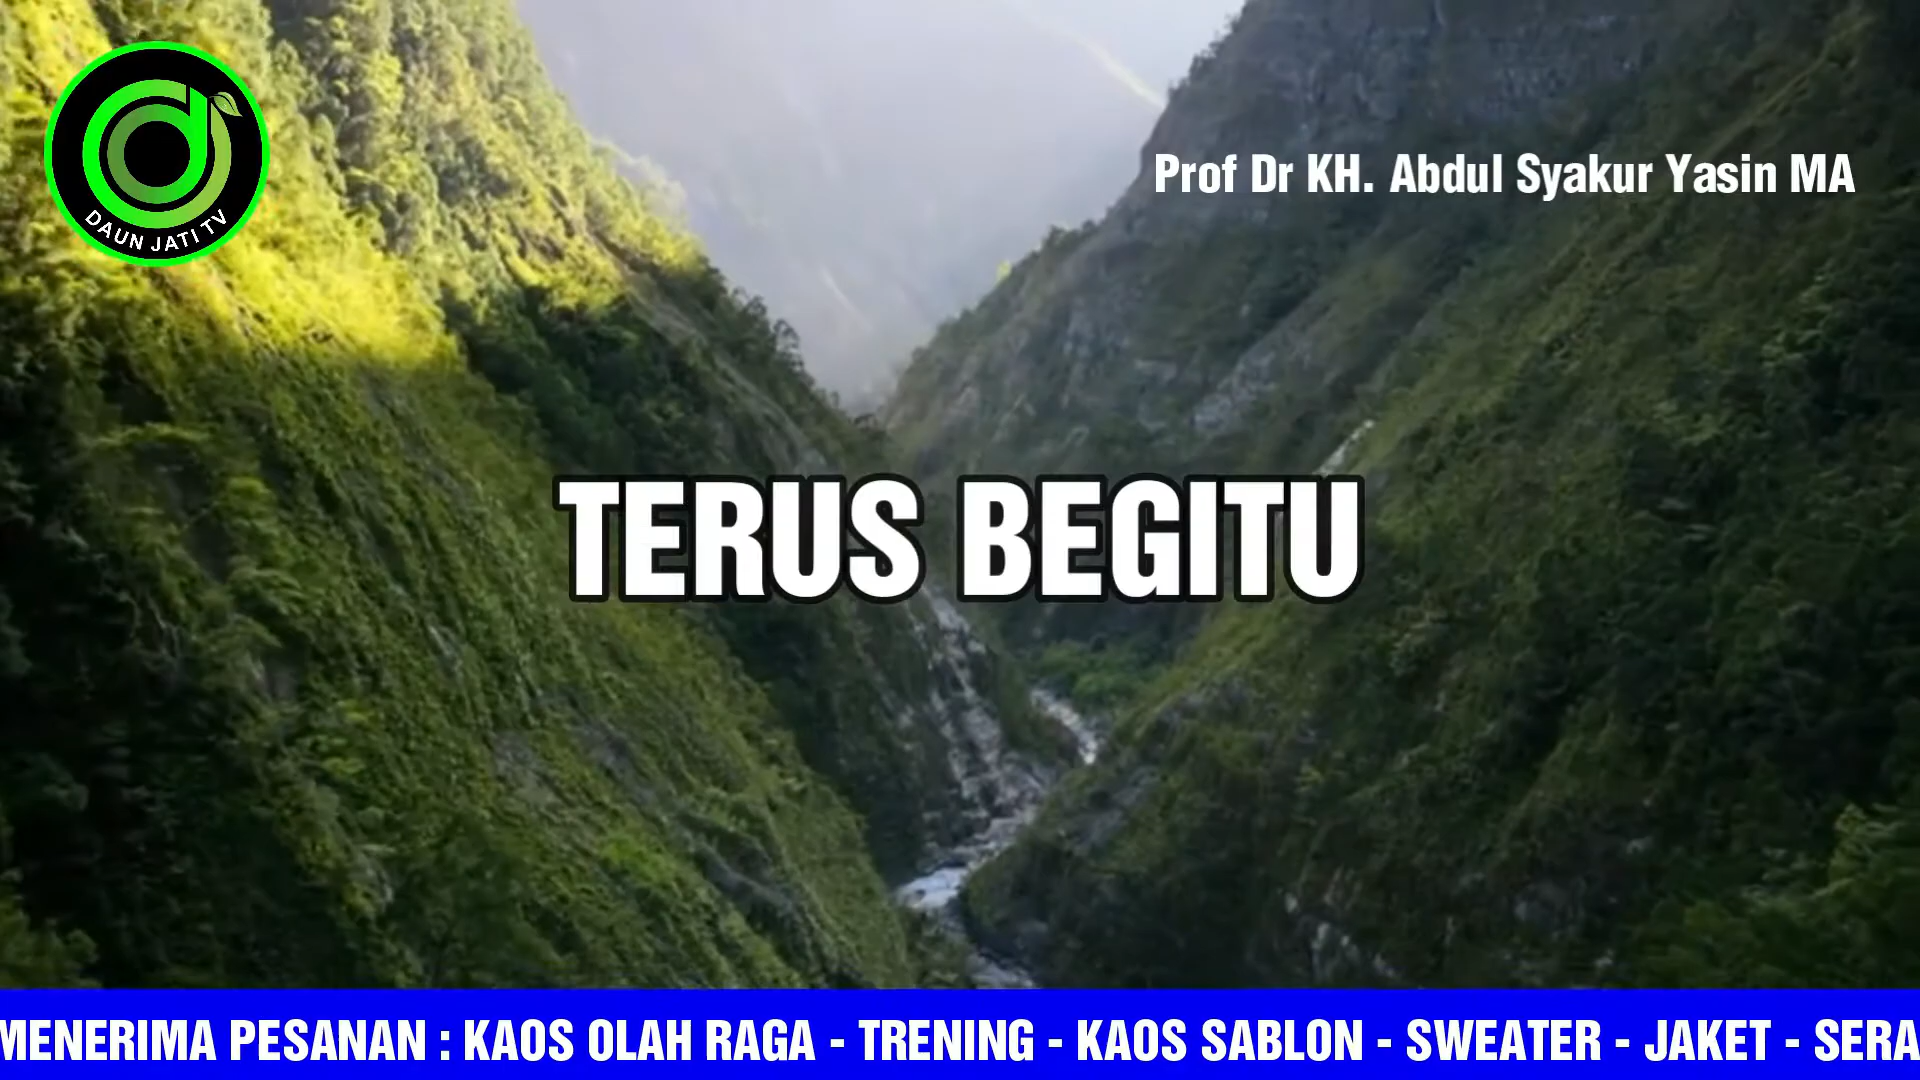 DAUN JATI TV
Prof Dr KH. Abdul Syakur Yasin MA
TERUS BEGITU
MENERIMA PESANAN : KAOS OLAH RAGA - TRENING - KAOS SABLON - SWEATER - JAKET - SERA